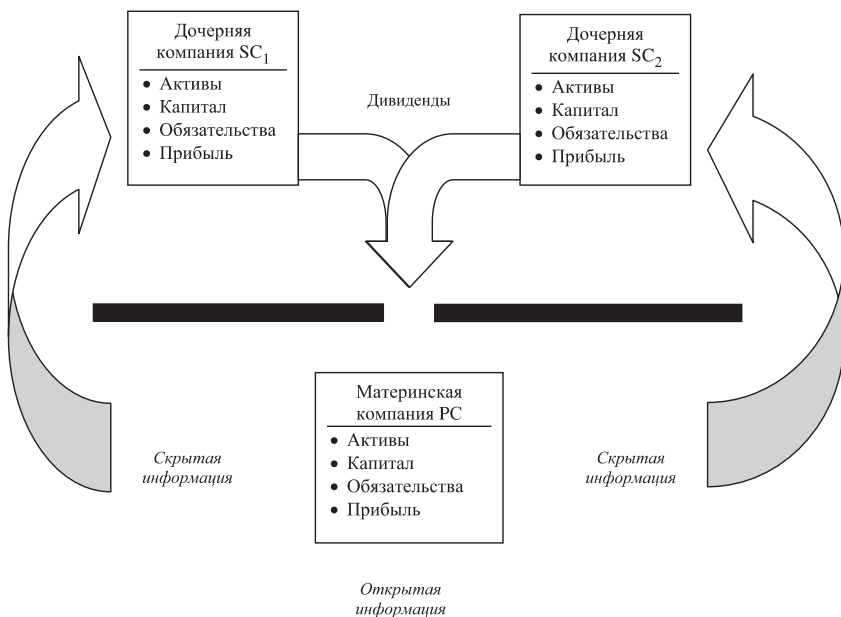 Дочерняя
компания SC1
• Активы
• Капитал
• Обязательства
• Прибыль
Дивиденды
Дочерняя
компания SC2
• Активы
• Капитал
• Обязательства
• Прибыль
Материнская
компания PC
• Активы
• Капитал
• Обязательства
• Прибыль
Скрытая
информация
Скрытая
информация
Открытая
информация